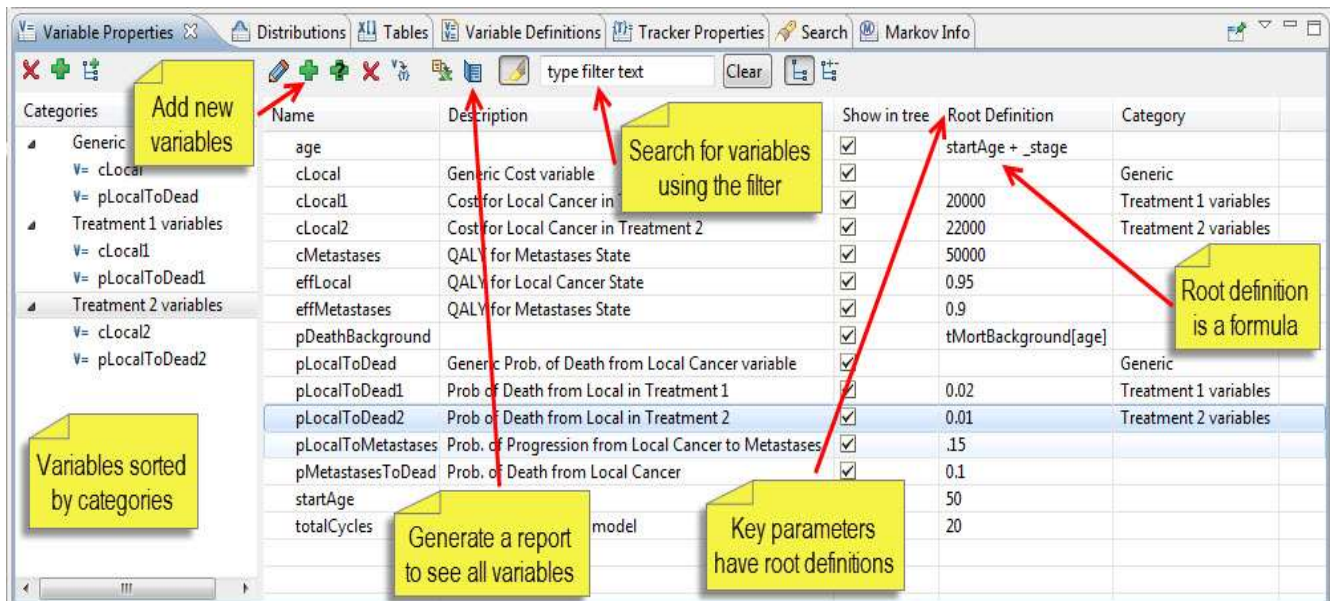 Variable Properties Distributions Tables Variable Definitions Tracker Properties Search Markov Info
type filter text Clear
Add new
variables
Categories
Generic
V= cLocal
V= pLocalToDead
Treatment 1 variables
V= cLocal1
V= pLocalToDead1
Treatment 2 variables
V= cLocal2
V= pLocalToDead2
Variables sorted
by categories
Name Description Show in tree Root Definition Category
age startAge + _stage
cLocal Generic Cost variable Generic
cLocal1 Cost for Local Cancer in 20000 Treatment 1 variables
cLocal2 Cost for Local Cancer in Treatment 2 22000 Treatment 2 variables
cMetastases QALY for Metastases State 50000
effLocal QALY for Local Cancer State 0.95
effMetastases QALY for Metastases State 0.9
pDeathBackground tMortBackground[age]
pLocalToDead Generic Prob. of Death from Local Cancer variable Generic
pLocalToDead1 Prob of Death from Local in Treatment 1 0.02 Treatment 1 variables
pLocalToDead2 Prob of Death from Local in Treatment 2 0.01 Treatment 2 variables
pLocalToMetastases Prob. of Progression from Local Cancer to Metastases .15
pMetastasesToDead Prob. of Death from Local Cancer 0.1
startAge 50
totalCycles model 20
Search for variables
using the filter
Root definition
is a formula
Generate a report
to see all variables
Key parameters
have root definitions